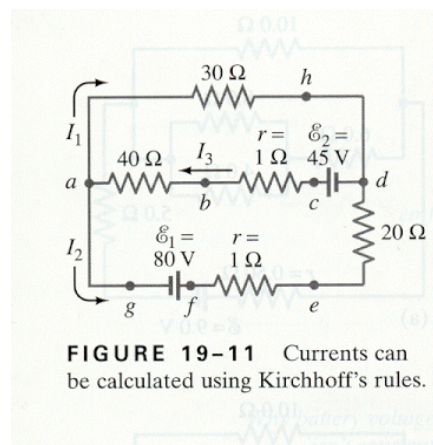 30 Ω
h
I₁
r = ℰ₂ =
40 Ω I₃ 1 Ω 45 V
a b c d
20 Ω
ℰ₁ = r =
I₂ 80 V 1 Ω
g f e
FIGURE 19–11 Currents can
be calculated using Kirchhoff's rules.